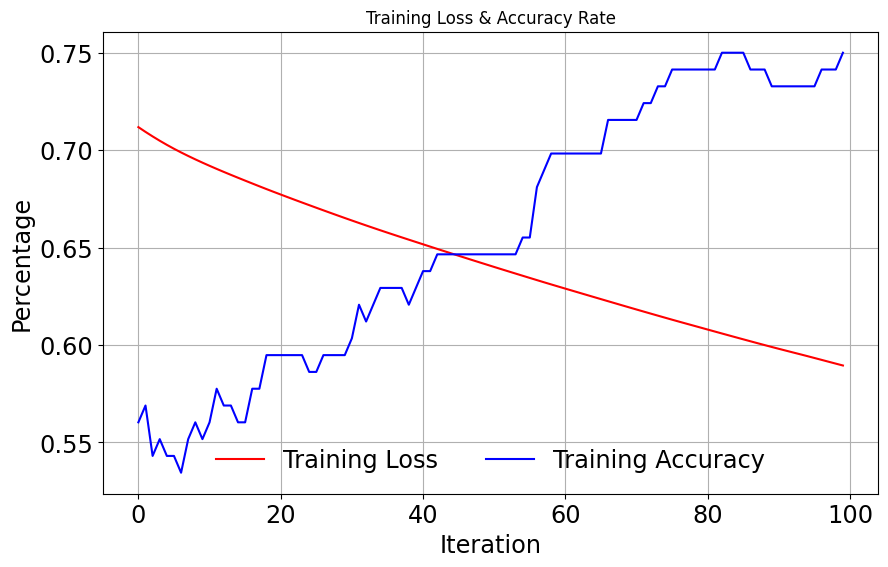 Training Loss & Accuracy Rate
0.75
0.70
0.65
0.60
0.55
Percentage
Training Loss
Training Accuracy
0 20 40 60 80 100
Iteration